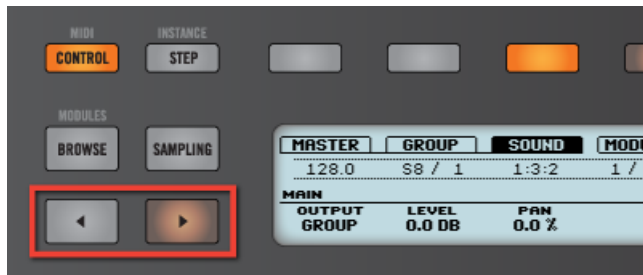 MIDI INSTANCE
CONTROL STEP
MODULES
BROWSE SAMPLING
MASTER GROUP SOUND
128.0 S8 / 1 1:3:2 1 /
MAIN
OUTPUT LEVEL PAN
GROUP 0.0 DB 0.0 %